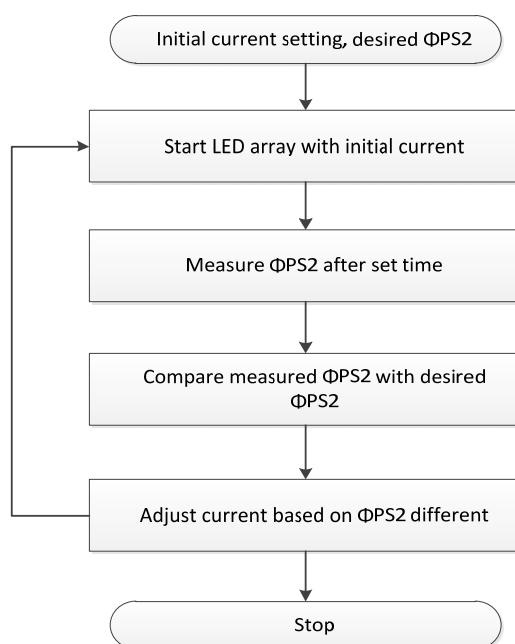 Initial current setting, desired ΦPS2
Start LED array with initial current
Measure ΦPS2 after set time
Compare measured ΦPS2 with desired
ΦPS2
Adjust current based on ΦPS2 different
Stop